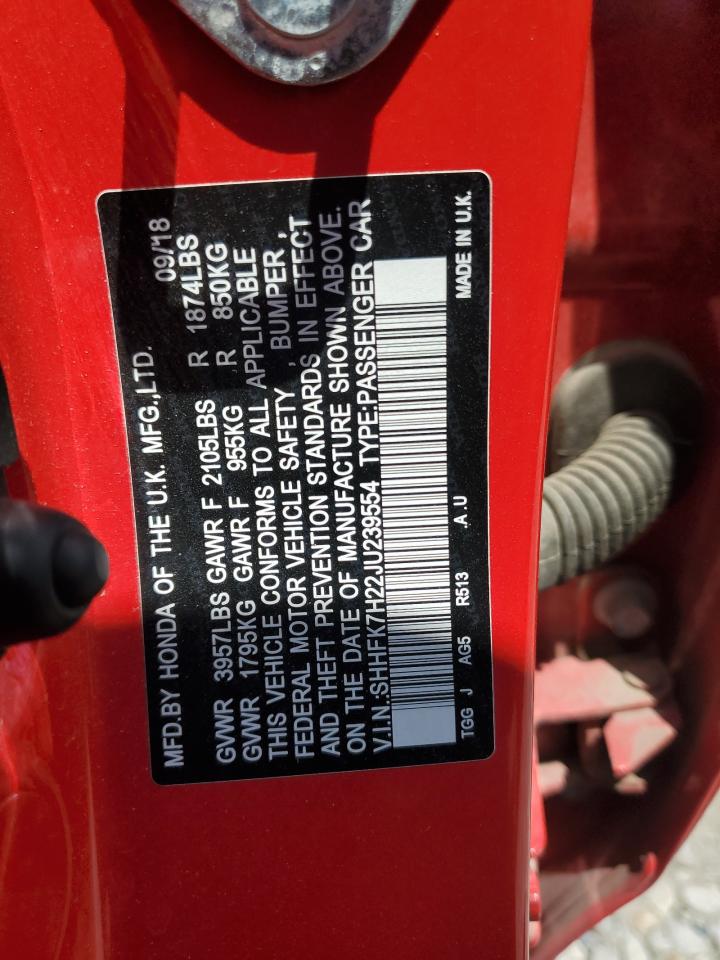 MFD.BY HONDA OF THE U.K. MFG.,LTD. 09/18
GVWR 3957LBS GAWR F 2105LBS R 1874LBS
GVWR 1795KG GAWR F 955KG R 850KG
THIS VEHICLE CONFORMS TO ALL APPLICABLE
FEDERAL MOTOR VEHICLE SAFETY , BUMPER ,
AND THEFT PREVENTION STANDARDS IN EFFECT
ON THE DATE OF MANUFACTURE SHOWN ABOVE.
V.I.N.:SHHFK7H22JU239554 TYPE:PASSENGER CAR
TGG J AG5 R513 .A.U MADE IN U.K.